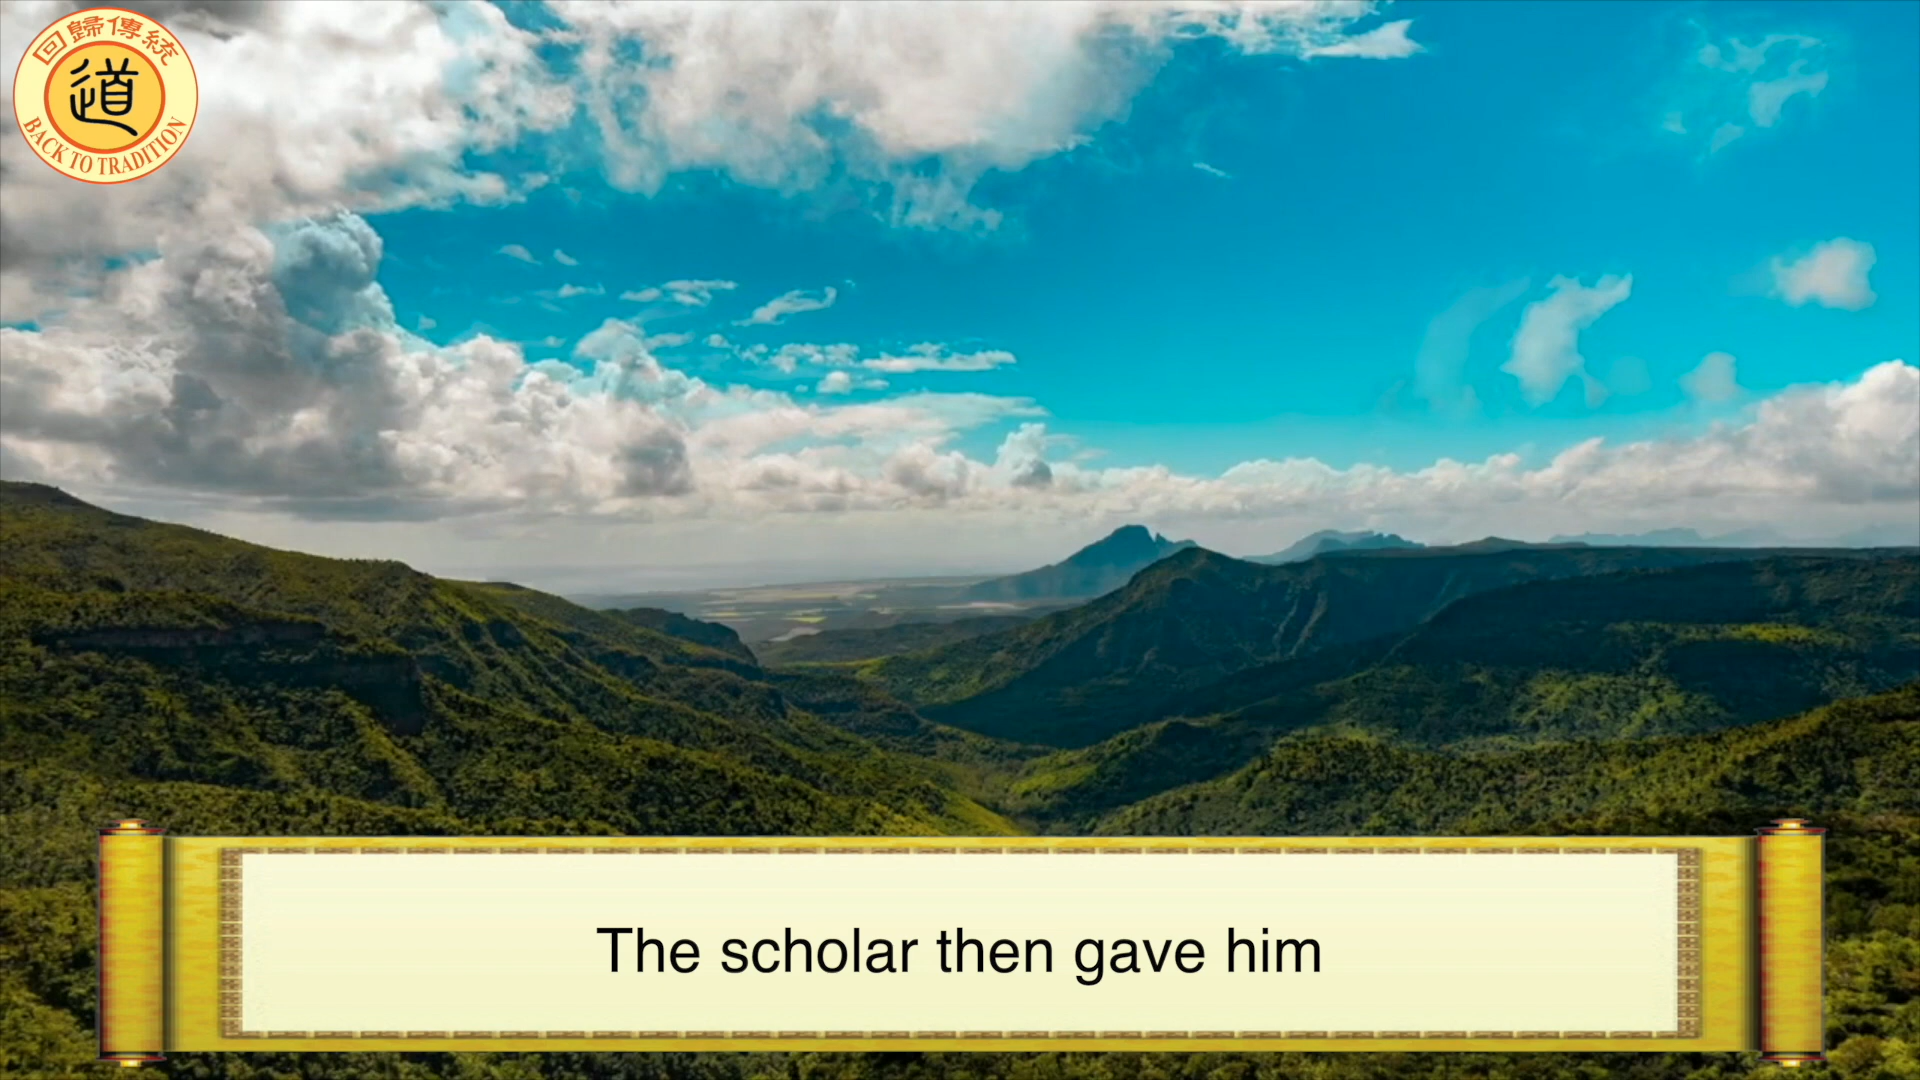 回歸傳統
道
BACK TO TRADITION
The scholar then gave him